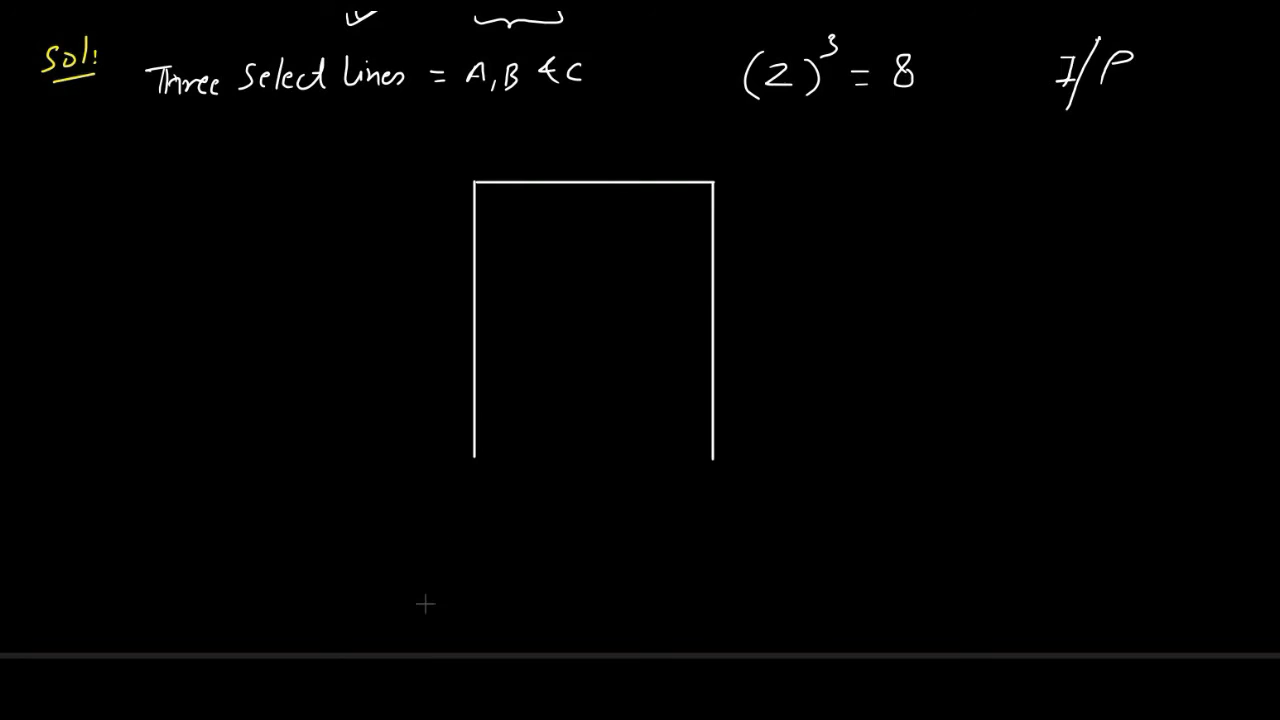 Sol:
Three Select Lines = A, B & C (2)³ = 8 I/P